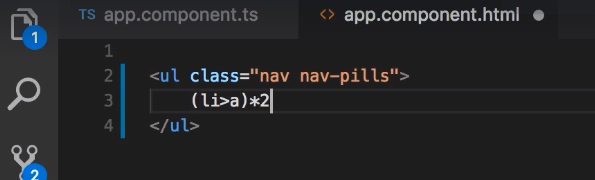 TS app.component.ts <> app.component.html
1
1
2 <ul class="nav nav-pills">
3 (li>a)*2
4 </ul>
2